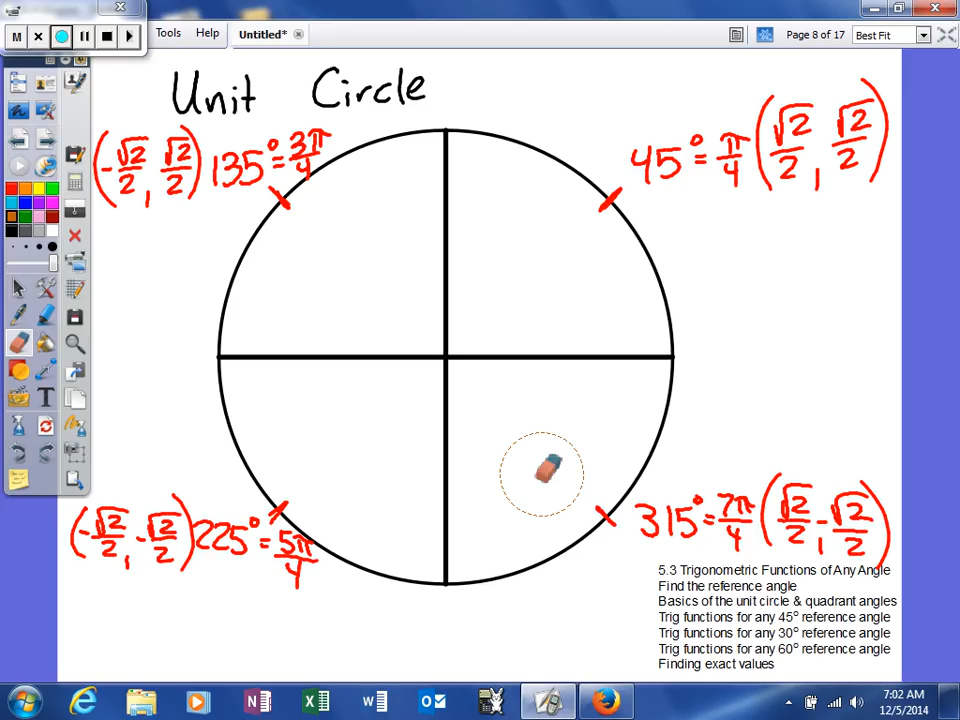 M
Tools Help
Untitled*
Page 8 of 17
Best Fit
Unit Circle
(-√2/2, √2/2) 135° = 3π/4
45° = π/4 (√2/2, √2/2)
(-√2/2, -√2/2) 225° = 5π/4
315° = 7π/4 (√2/2, -√2/2)
5.3 Trigonometric Functions of Any Angle
Find the reference angle
Basics of the unit circle & quadrant angles
Trig functions for any 45° reference angle
Trig functions for any 30° reference angle
Trig functions for any 60° reference angle
Finding exact values
7:02 AM
12/5/2014